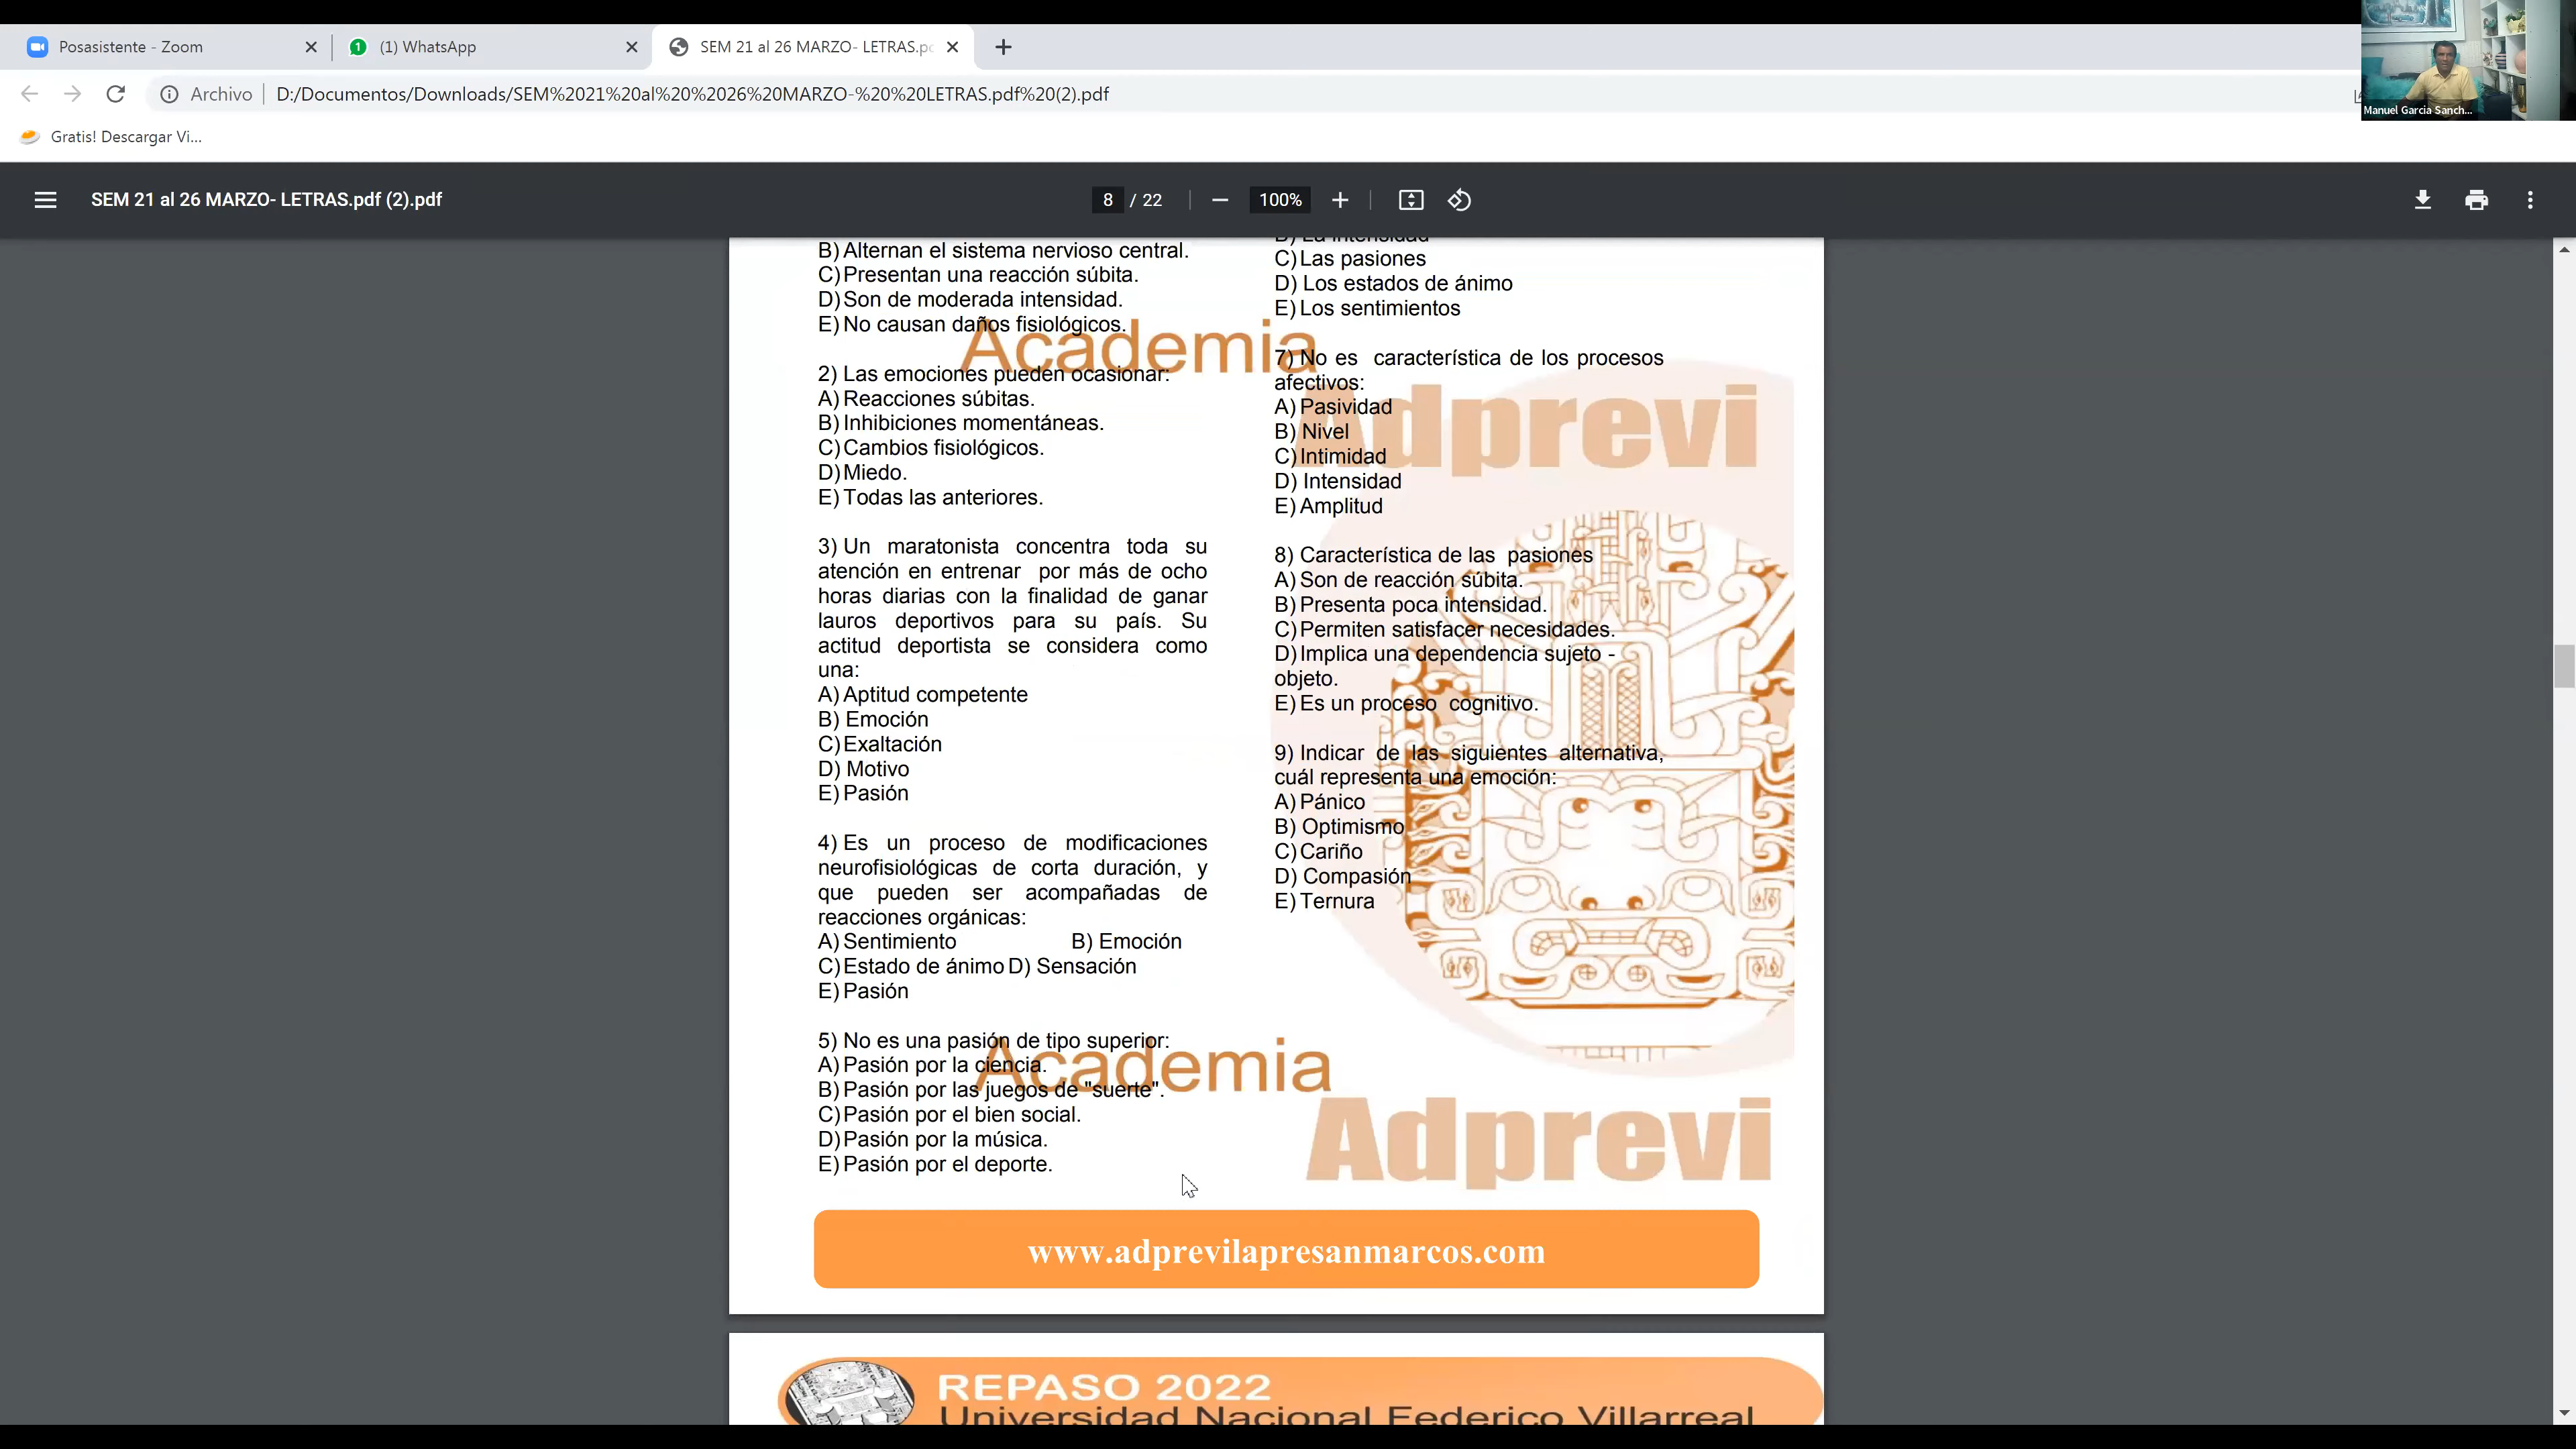 Posasistente - Zoom
(1) WhatsApp
SEM 21 al 26 MARZO- LETRAS.pd
Archivo
D:/Documentos/Downloads/SEM%2021%20al%20%2026%20MARZO-%20%20LETRAS.pdf%20(2).pdf
Gratis! Descargar Vi...
Manuel Garcia Sanch...
SEM 21 al 26 MARZO- LETRAS.pdf (2).pdf
8 / 22
100%
B) Alternan el sistema nervioso central.
C) Presentan una reacción súbita.
D) Son de moderada intensidad.
E) No causan daños fisiológicos.
2) Las emociones pueden ocasionar:
A) Reacciones súbitas.
B) Inhibiciones momentáneas.
C) Cambios fisiológicos.
D) Miedo.
E) Todas las anteriores.
3) Un maratonista concentra toda su
atención en entrenar por más de ocho
horas diarias con la finalidad de ganar
lauros deportivos para su país. Su
actitud deportista se considera como
una:
A) Aptitud competente
B) Emoción
C) Exaltación
D) Motivo
E) Pasión
4) Es un proceso de modificaciones
neurofisiológicas de corta duración, y
que pueden ser acompañadas de
reacciones orgánicas:
A) Sentimiento B) Emoción
C) Estado de ánimo D) Sensación
E) Pasión
5) No es una pasión de tipo superior:
A) Pasión por la ciencia.
B) Pasión por las juegos de "suerte".
C) Pasión por el bien social.
D) Pasión por la música.
E) Pasión por el deporte.
B) La intensidad
C) Las pasiones
D) Los estados de ánimo
E) Los sentimientos
7) No es característica de los procesos
afectivos:
A) Pasividad
B) Nivel
C) Intimidad
D) Intensidad
E) Amplitud
8) Característica de las pasiones
A) Son de reacción súbita.
B) Presenta poca intensidad.
C) Permiten satisfacer necesidades.
D) Implica una dependencia sujeto -
objeto.
E) Es un proceso cognitivo.
9) Indicar de las siguientes alternativa,
cuál representa una emoción:
A) Pánico
B) Optimismo
C) Cariño
D) Compasión
E) Ternura
Academia
Adprevi
Academia
Adprevi
www.adprevilapresanmarcos.com
REPASO 2022
Universidad Nacional Federico Villarreal